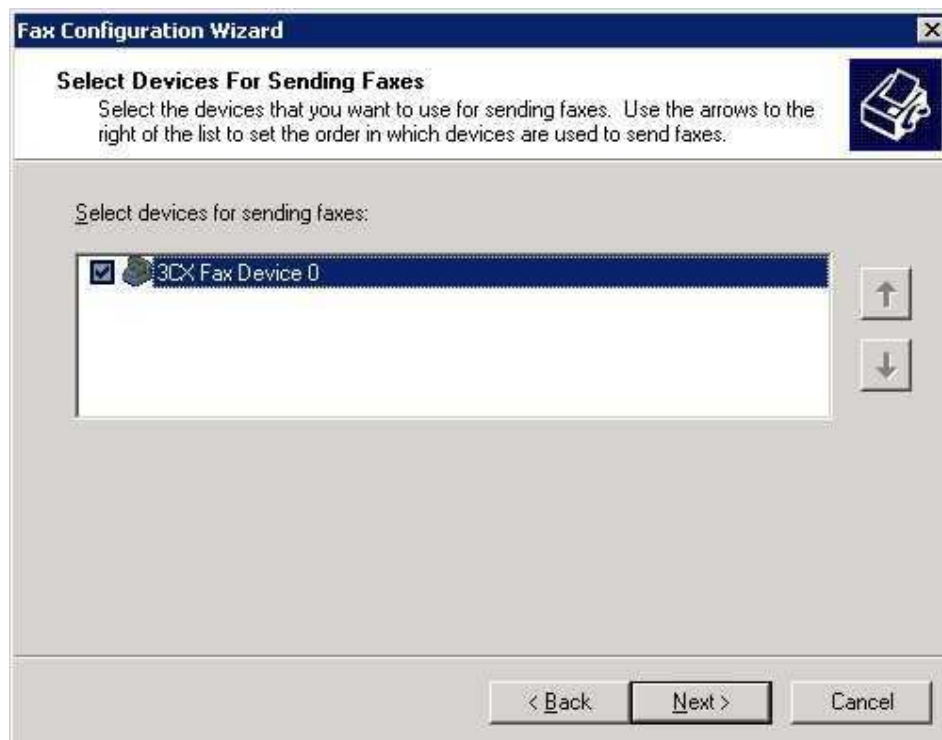 Fax Configuration Wizard
Select Devices For Sending Faxes
Select the devices that you want to use for sending faxes. Use the arrows to the
right of the list to set the order in which devices are used to send faxes.
Select devices for sending faxes:
3CX Fax Device 0
< Back Next > Cancel